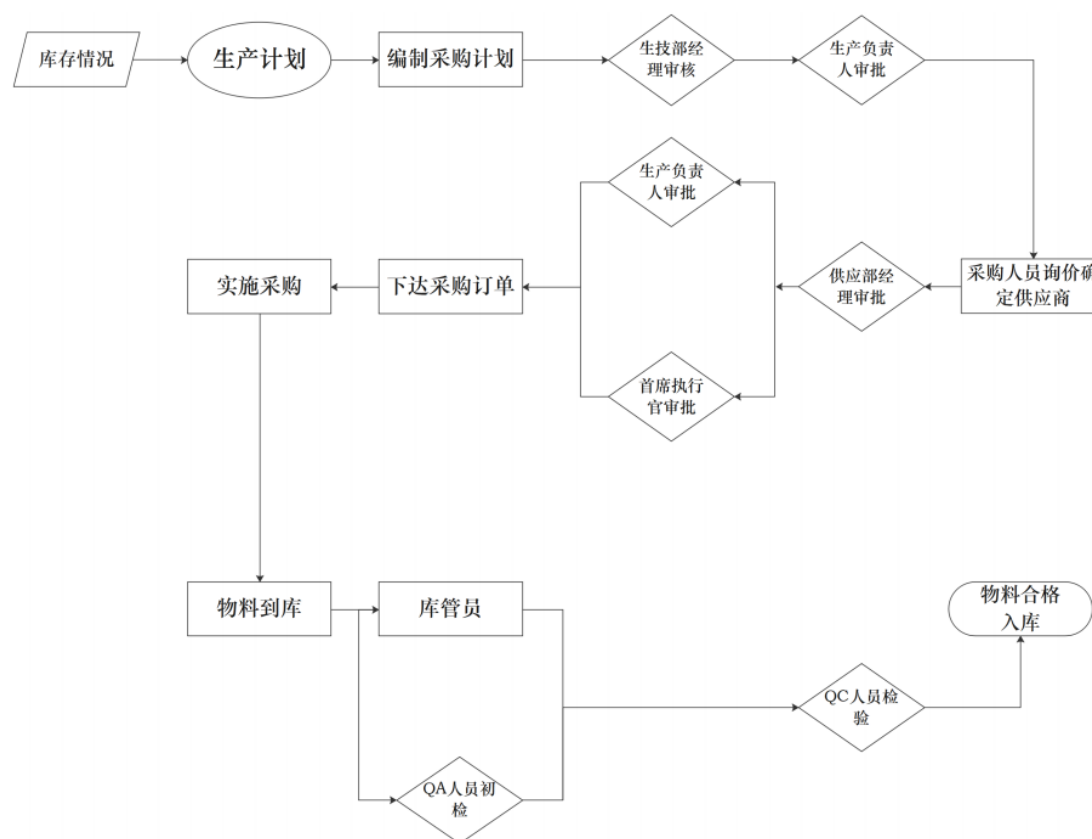 库存情况
生产计划
编制采购计划
生技部经
理审核
生产负责
人审批
生产负责
人审批
实施采购
下达采购订单
供应部经
理审批
采购人员询价确
定供应商
首席执行
官审批
物料到库
库管员
物料合格
入库
QC人员检
验
QA人员初
检